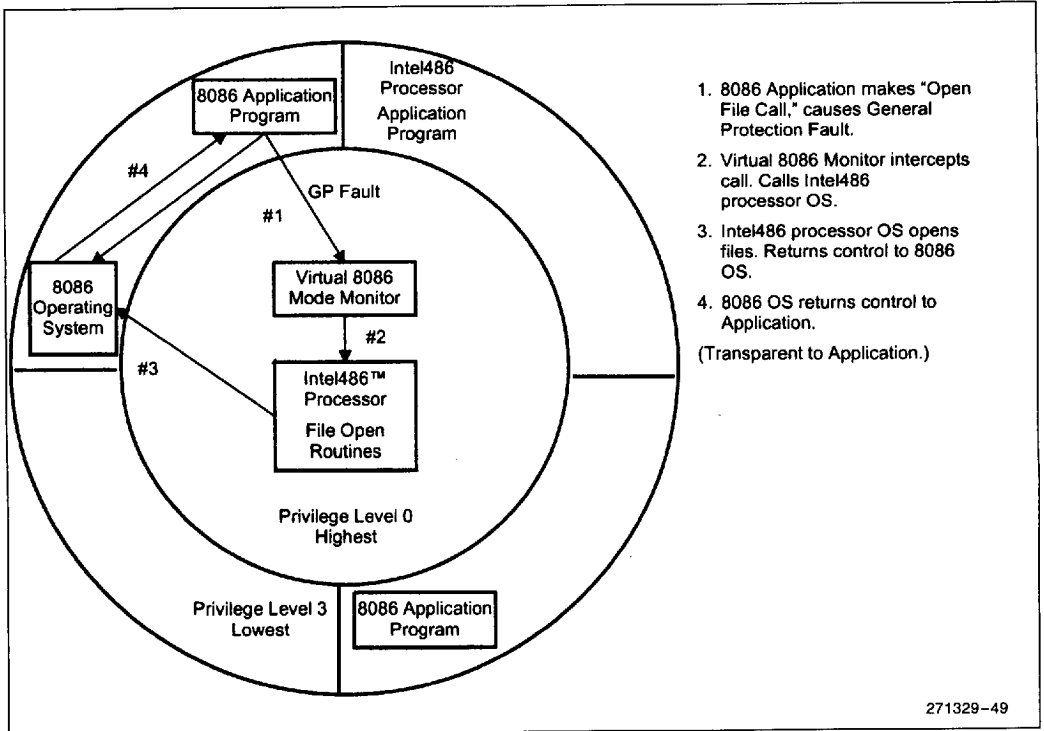 8086 Application
Program
Intel486
Processor
Application
Program
#4
GP Fault
#1
8086
Operating
System
Virtual 8086
Mode Monitor
#2
#3
Intel486™
Processor
File Open
Routines
Privilege Level 0
Highest
Privilege Level 3
Lowest
8086 Application
Program
1. 8086 Application makes "Open
File Call," causes General
Protection Fault.
2. Virtual 8086 Monitor intercepts
call. Calls Intel486
processor OS.
3. Intel486 processor OS opens
files. Returns control to 8086
OS.
4. 8086 OS returns control to
Application.
(Transparent to Application.)
271329–49